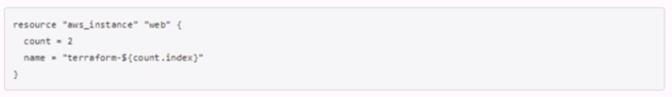 resource "aws_instance" "web" {
  count = 2
  name = "terraform-${count.index}"
}